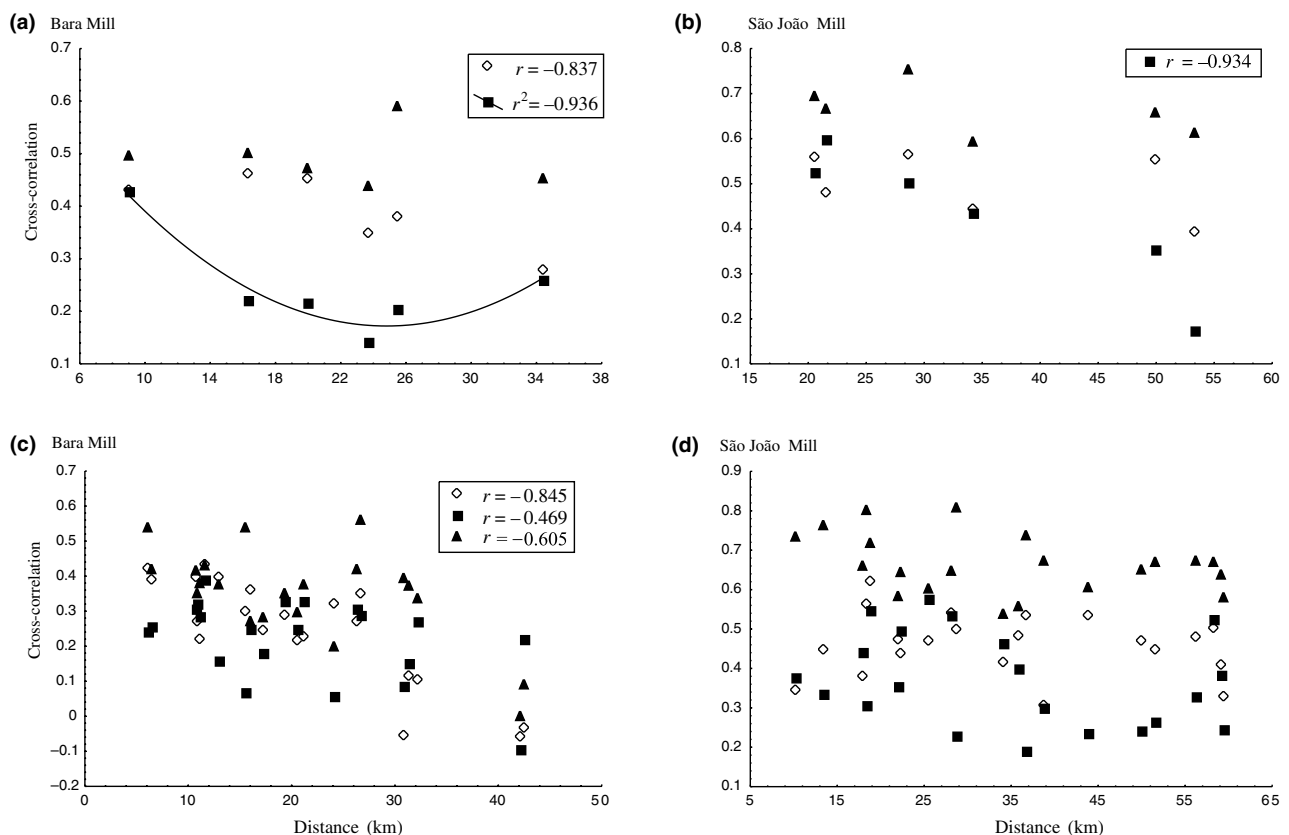 (a) Bara Mill
0.7
0.6
0.5
0.4
0.3
0.2
0.1
Cross-correlation
6 10 14 18 22 26 30 34 38
r = –0.837
r² = –0.936
(b) São João Mill
0.8
0.7
0.6
0.5
0.4
0.3
0.2
0.1
15 20 25 30 35 40 45 50 55 60
r = –0.934
(c) Bara Mill
0.7
0.6
0.5
0.4
0.3
0.2
0.1
0
–0.1
–0.2
Cross-correlation
0 10 20 30 40 50
Distance (km)
r = –0.845
r = –0.469
r = –0.605
(d) São João Mill
0.9
0.8
0.7
0.6
0.5
0.4
0.3
0.2
0.1
5 15 25 35 45 55 65
Distance (km)